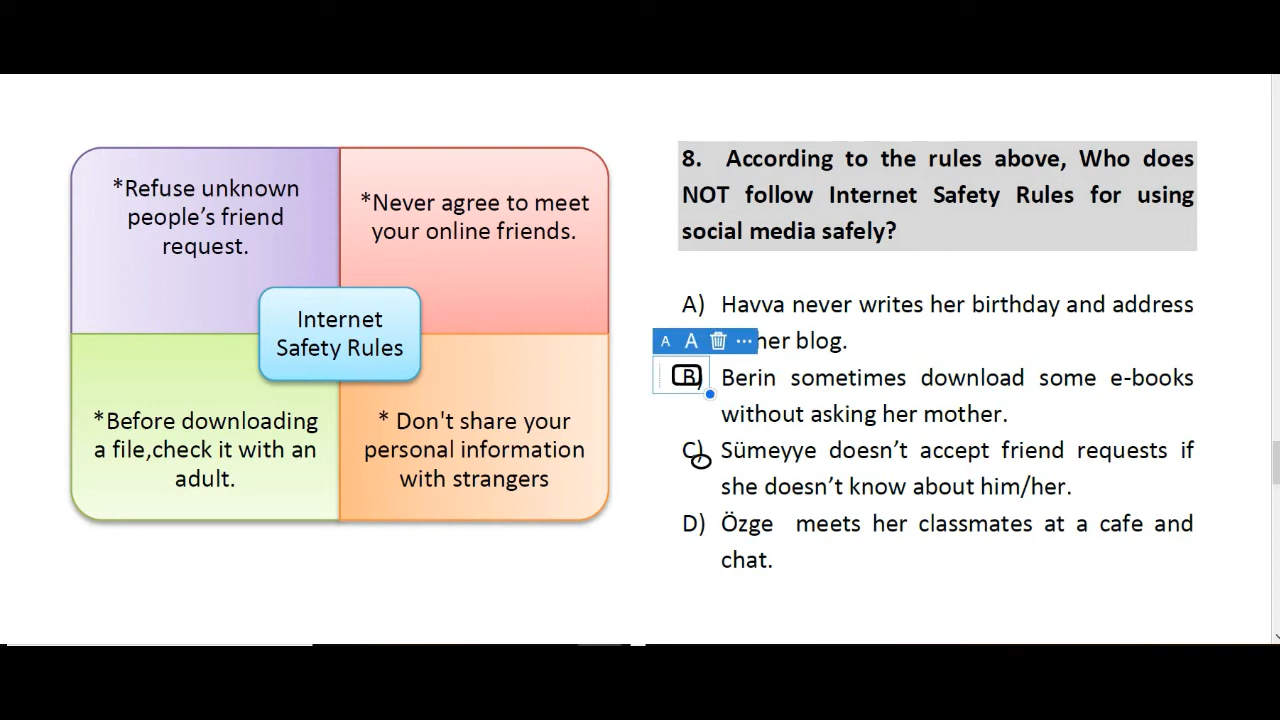 *Refuse unknown
people's friend
request.
*Never agree to meet
your online friends.
Internet
Safety Rules
*Before downloading
a file,check it with an
adult.
* Don't share your
personal information
with strangers
8. According to the rules above, Who does
NOT follow Internet Safety Rules for using
social media safely?
A) Havva never writes her birthday and address
her blog.
B) Berin sometimes download some e-books
without asking her mother.
C) Sümeyye doesn't accept friend requests if
she doesn't know about him/her.
D) Özge meets her classmates at a cafe and
chat.
A A ...